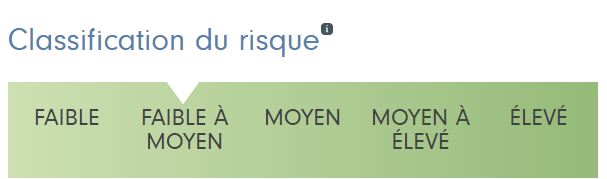 Classification du risque
FAIBLE
FAIBLE À
MOYEN
MOYEN
MOYEN À
ÉLEVÉ
ÉLEVÉ